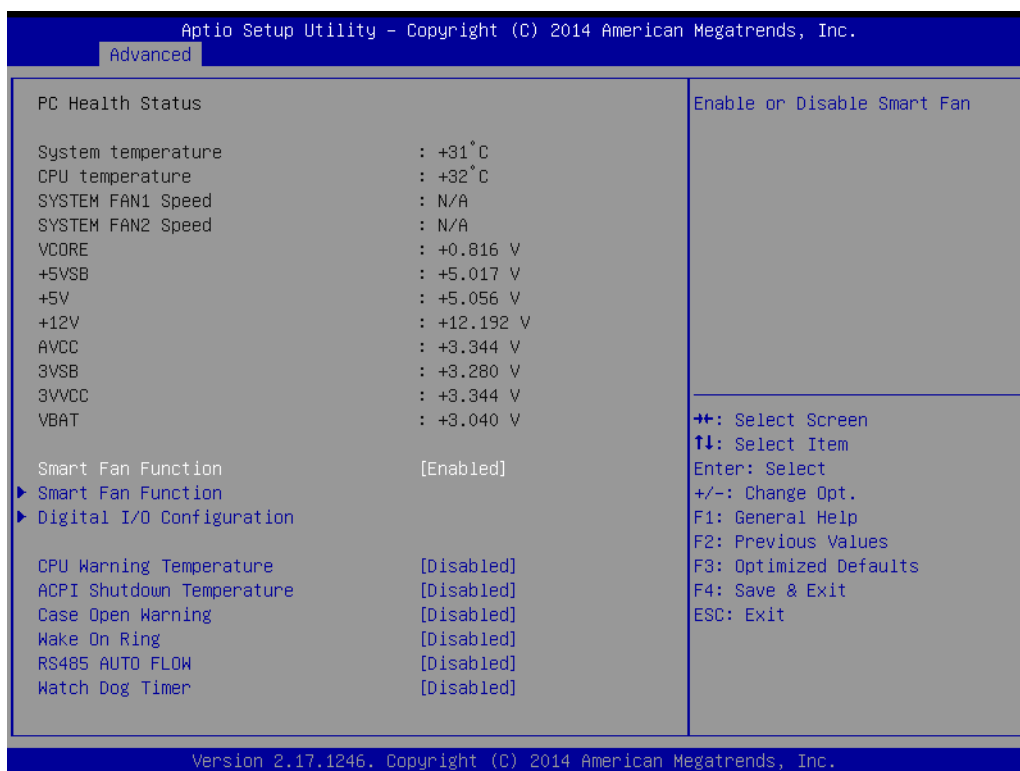 Aptio Setup Utility – Copyright (C) 2014 American Megatrends, Inc.
Advanced
PC Health Status
System temperature : +31°C
CPU temperature : +32°C
SYSTEM FAN1 Speed : N/A
SYSTEM FAN2 Speed : N/A
VCORE : +0.816 V
+5VSB : +5.017 V
+5V : +5.056 V
+12V : +12.192 V
AVCC : +3.344 V
3VSB : +3.280 V
3VVCC : +3.344 V
VBAT : +3.040 V
Smart Fan Function [Enabled]
Smart Fan Function
Digital I/O Configuration
CPU Warning Temperature [Disabled]
ACPI Shutdown Temperature [Disabled]
Case Open Warning [Disabled]
Wake On Ring [Disabled]
RS485 AUTO FLOW [Disabled]
Watch Dog Timer [Disabled]
Enable or Disable Smart Fan
→←: Select Screen
↑↓: Select Item
Enter: Select
+/-: Change Opt.
F1: General Help
F2: Previous Values
F3: Optimized Defaults
F4: Save & Exit
ESC: Exit
Version 2.17.1246. Copyright (C) 2014 American Megatrends, Inc.